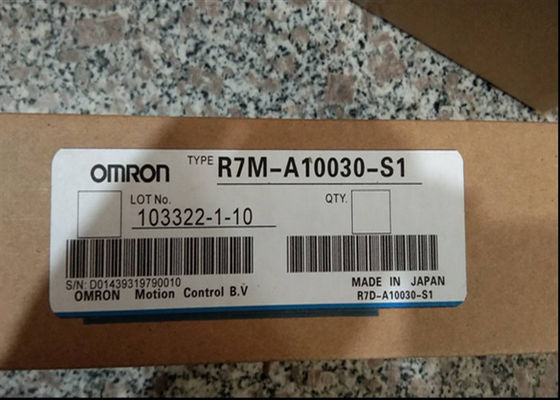 OMRON TYPE R7M-A10030-S1
LOT No. QTY.
103322-1-10
S/N: D01439319790010
MADE IN JAPAN
OMRON Motion Control B.V
R7D-A10030-S1